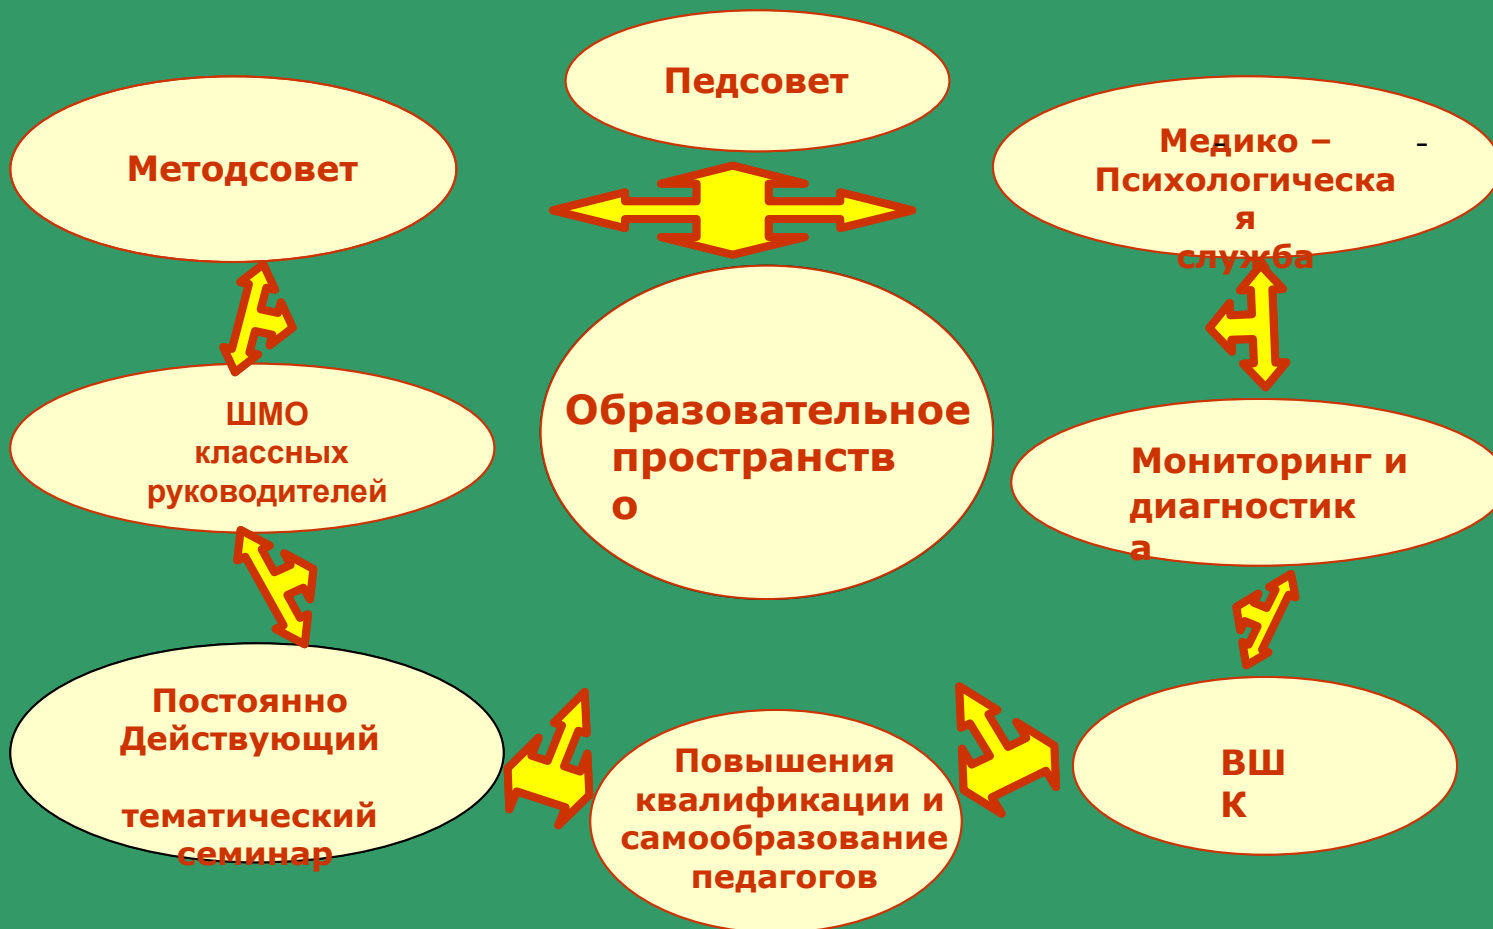 Педсовет
Методсовет
Медико –
Психологическа
я
служба
- -
ШМО
классных
руководителей
Образовательное
пространств
о
Мониторинг и
диагностик
а
Постоянно
Действующий
тематический
семинар
Повышения
квалификации и
самообразование
педагогов
ВШ
К